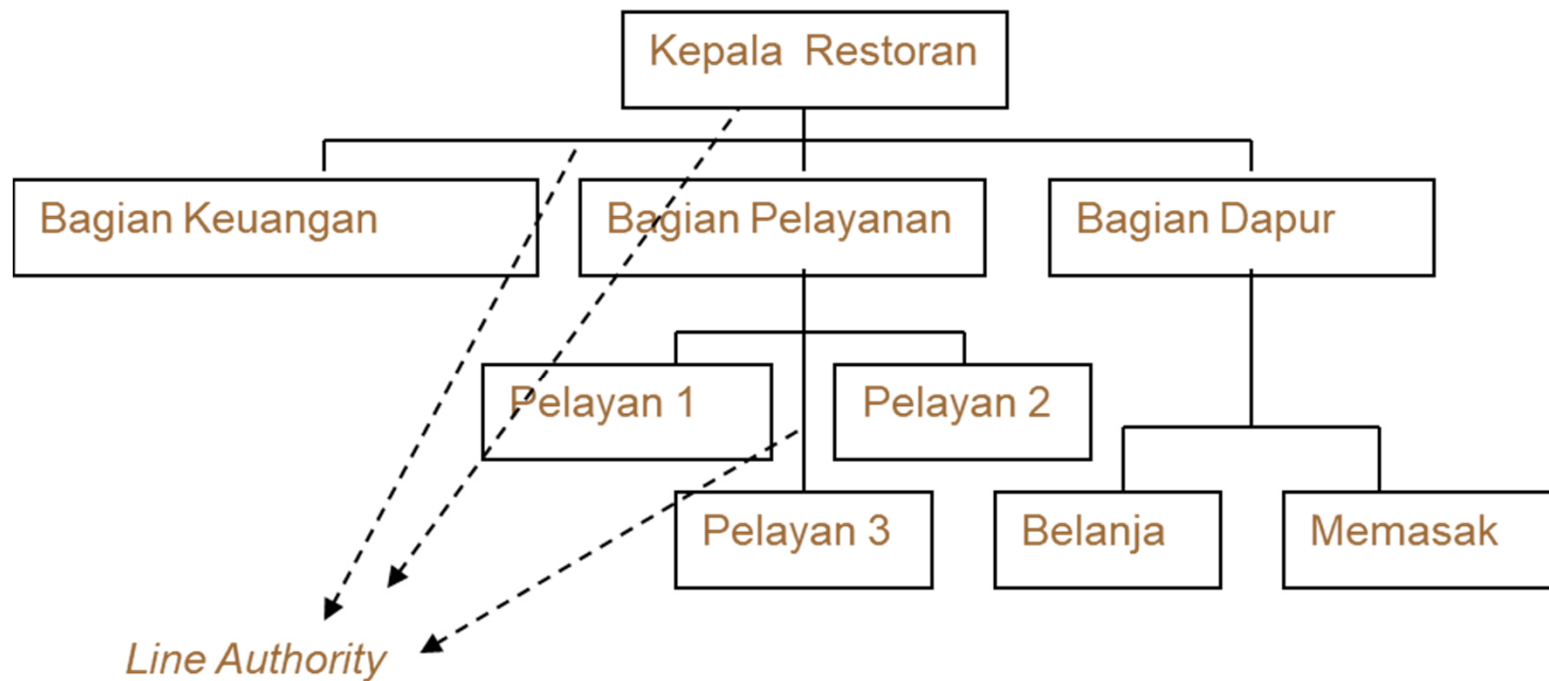 Kepala Restoran
Bagian Keuangan
Bagian Pelayanan
Bagian Dapur
Pelayan 1
Pelayan 2
Pelayan 3
Belanja
Memasak
Line Authority